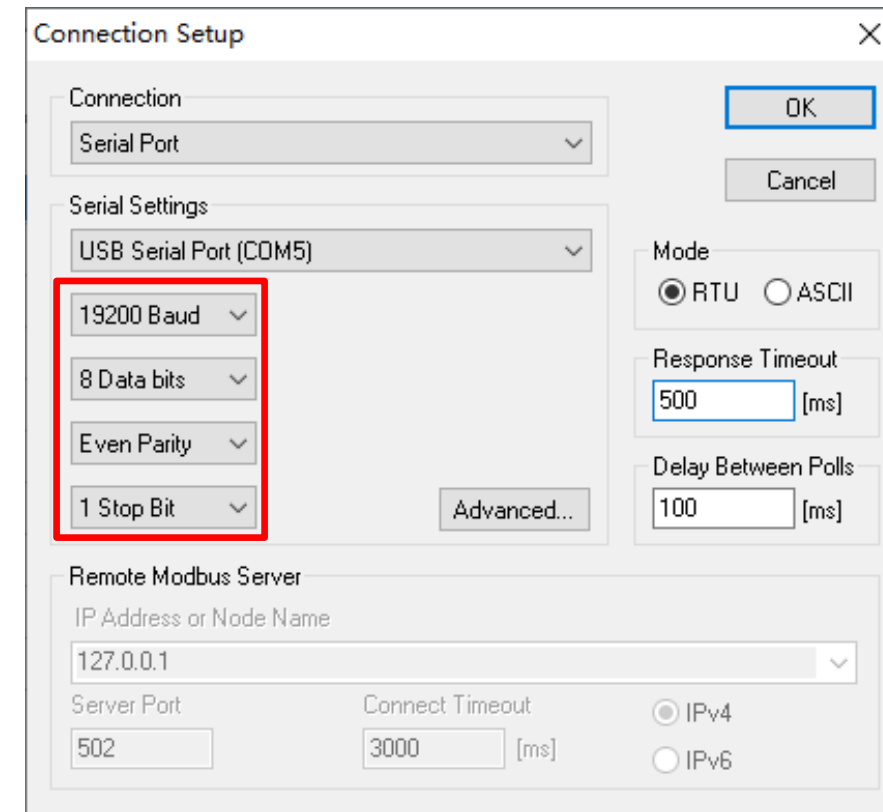 Connection Setup
Connection
OK
Serial Port
Cancel
Serial Settings
USB Serial Port (COM5)
Mode
RTU
ASCII
19200 Baud
8 Data bits
Response Timeout
500
[ms]
Even Parity
Delay Between Polls
1 Stop Bit
Advanced...
100
[ms]
Remote Modbus Server
IP Address or Node Name
127.0.0.1
Server Port
Connect Timeout
IPv4
502
3000
[ms]
IPv6